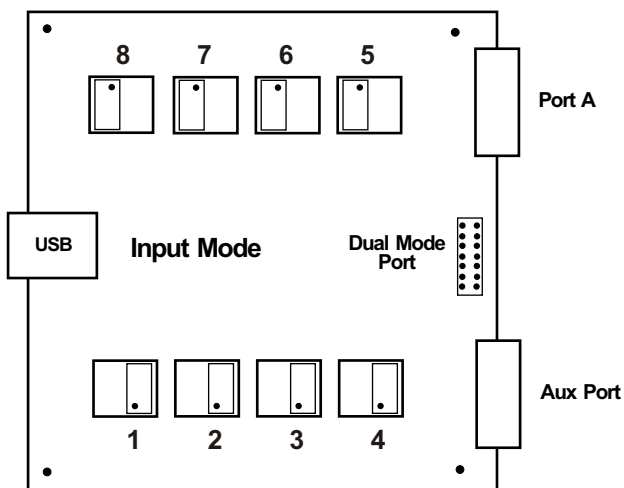 8 7 6 5
Port A
USB
Input Mode
Dual Mode
Port
Aux Port
1 2 3 4